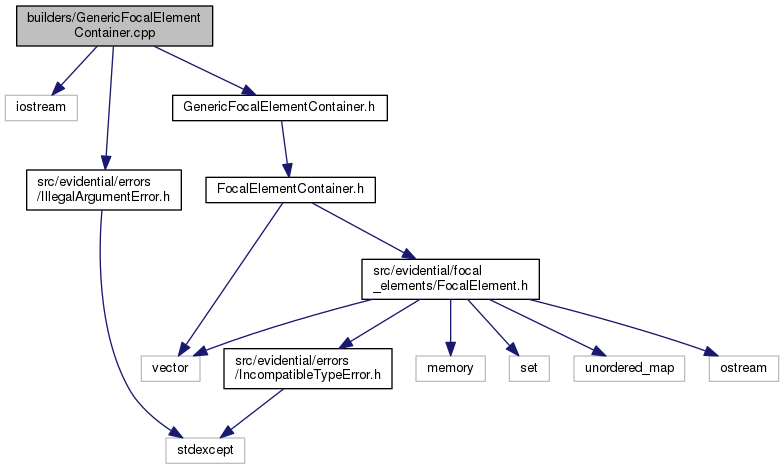 builders/GenericFocalElement
Container.cpp
iostream
GenericFocalElementContainer.h
src/evidential/errors
/IllegalArgumentError.h
FocalElementContainer.h
src/evidential/focal
_elements/FocalElement.h
vector
src/evidential/errors
/IncompatibleTypeError.h
memory
set
unordered_map
ostream
stdexcept